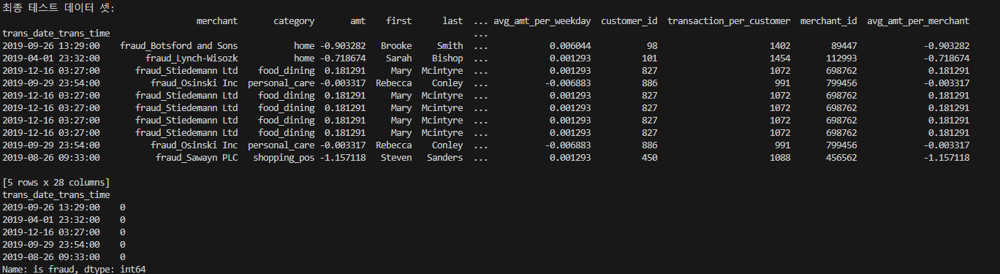 최종 테스트 데이터 셋:
merchant category amt first last ... avg_amt_per_weekday customer_id transaction_per_customer merchant_id avg_amt_per_merchant
trans_date_trans_time ...
2019-09-26 13:29:00 fraud_Botsford and Sons home -0.903282 Brooke Smith ... 0.006044 98 1402 89447 -0.903282
2019-04-01 23:32:00 fraud_Lynch-Wisozk home -0.718674 Sarah Bishop ... 0.001293 101 1454 112993 -0.718674
2019-12-16 03:27:00 fraud_Stiedemann Ltd food_dining 0.181291 Mary Mcintyre ... 0.001293 827 1072 698762 0.181291
2019-09-29 23:54:00 fraud_Osinski Inc personal_care -0.003317 Rebecca Conley ... -0.006883 886 991 799456 -0.003317
2019-12-16 03:27:00 fraud_Stiedemann Ltd food_dining 0.181291 Mary Mcintyre ... 0.001293 827 1072 698762 0.181291
2019-12-16 03:27:00 fraud_Stiedemann Ltd food_dining 0.181291 Mary Mcintyre ... 0.001293 827 1072 698762 0.181291
2019-12-16 03:27:00 fraud_Stiedemann Ltd food_dining 0.181291 Mary Mcintyre ... 0.001293 827 1072 698762 0.181291
2019-12-16 03:27:00 fraud_Stiedemann Ltd food_dining 0.181291 Mary Mcintyre ... 0.001293 827 1072 698762 0.181291
2019-09-29 23:54:00 fraud_Osinski Inc personal_care -0.003317 Rebecca Conley ... -0.006883 886 991 799456 -0.003317
2019-08-26 09:33:00 fraud_Sawayn PLC shopping_pos -1.157118 Steven Sanders ... 0.001293 450 1088 456562 -1.157118
[5 rows x 28 columns]
trans_date_trans_time
2019-09-26 13:29:00 0
2019-04-01 23:32:00 0
2019-12-16 03:27:00 0
2019-09-29 23:54:00 0
2019-08-26 09:33:00 0
Name: is_fraud, dtype: int64